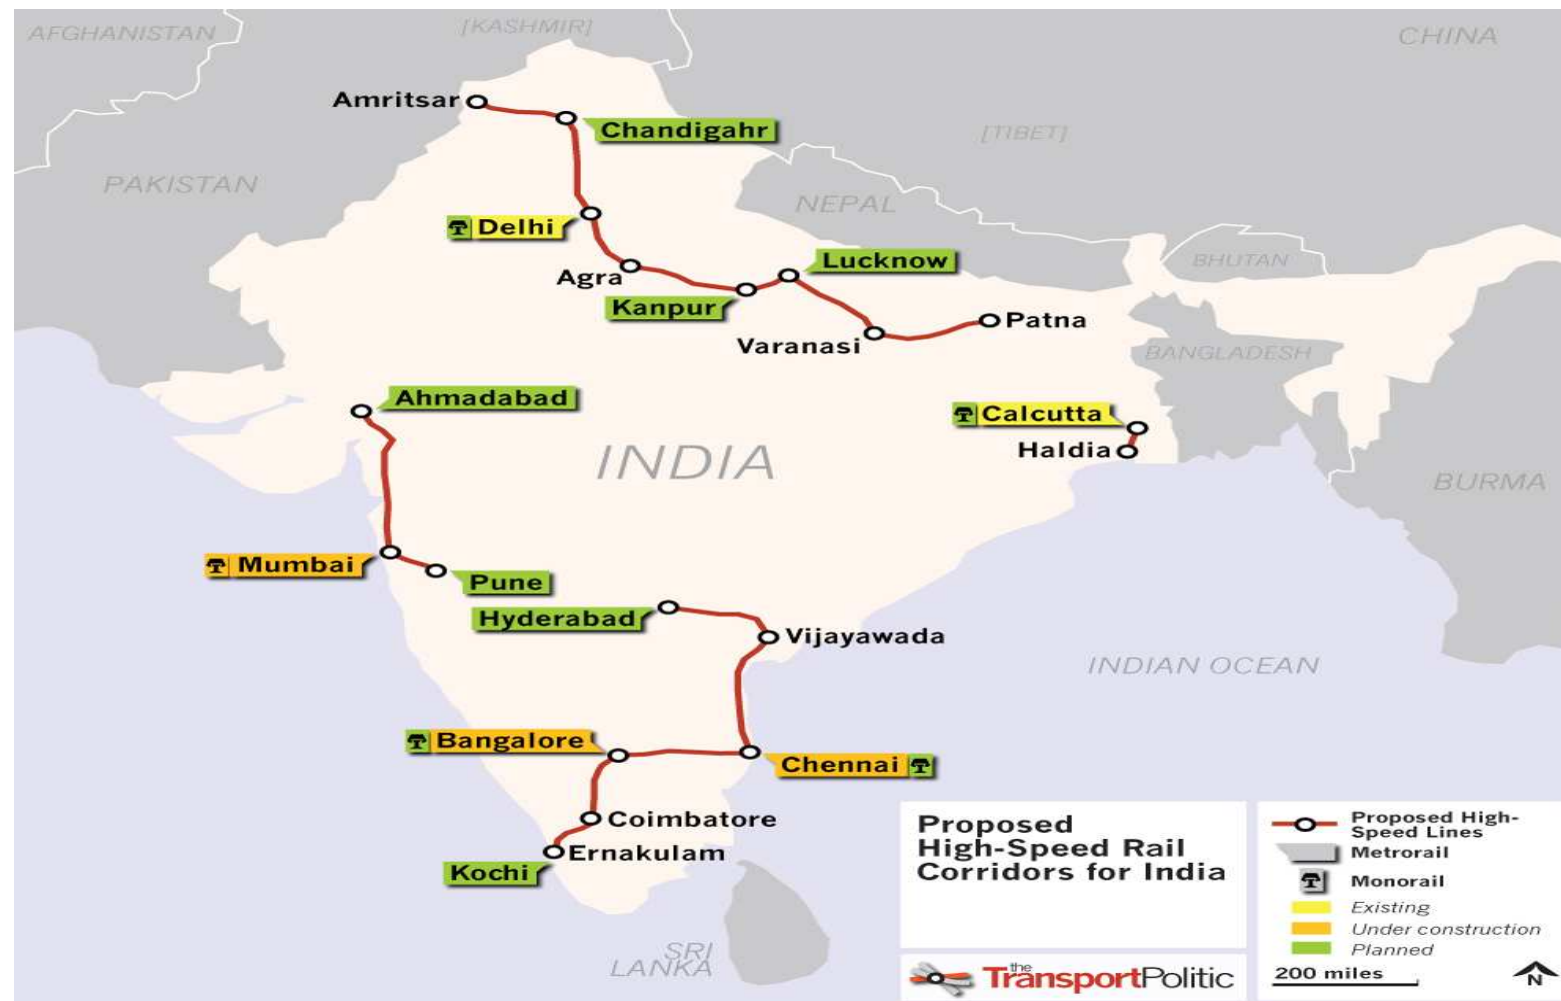 AFGHANISTAN
[KASHMIR]
CHINA
Amritsar
Chandigahr
[TIBET]
PAKISTAN
NEPAL
Delhi
Lucknow
BHUTAN
Agra
Kanpur
Patna
Varanasi
BANGLADESH
Ahmadabad
Calcutta
Haldia
INDIA
BURMA
Mumbai
Pune
Hyderabad
Vijayawada
INDIAN OCEAN
Bangalore
Chennai
Coimbatore
Ernakulam
Kochi
SRI
LANKA
Proposed
High-Speed Rail
Corridors for India
the
TransportPolitic
Proposed High-
Speed Lines
Metrorail
Monorail
Existing
Under construction
Planned
200 miles
N